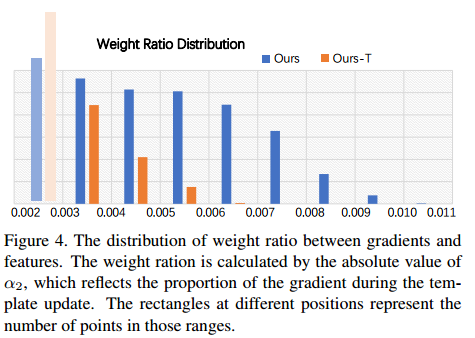 Weight Ratio Distribution
Ours Ours-T
0.002 0.003 0.004 0.005 0.006 0.007 0.008 0.009 0.010 0.011
Figure 4. The distribution of weight ratio between gradients and
features. The weight ration is calculated by the absolute value of
α₂, which reflects the proportion of the gradient during the tem-
plate update. The rectangles at different positions represent the
number of points in those ranges.